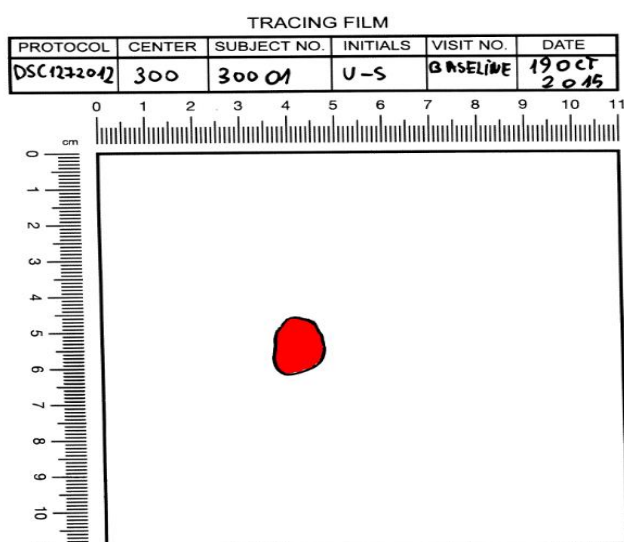 TRACING FILM
PROTOCOL CENTER SUBJECT NO. INITIALS VISIT NO. DATE
DSC1272012 300 300 01 U-S BASELINE 19 OCT 2015
0 1 2 3 4 5 6 7 8 9 10 11
cm
0
1
2
3
4
5
6
7
8
9
10